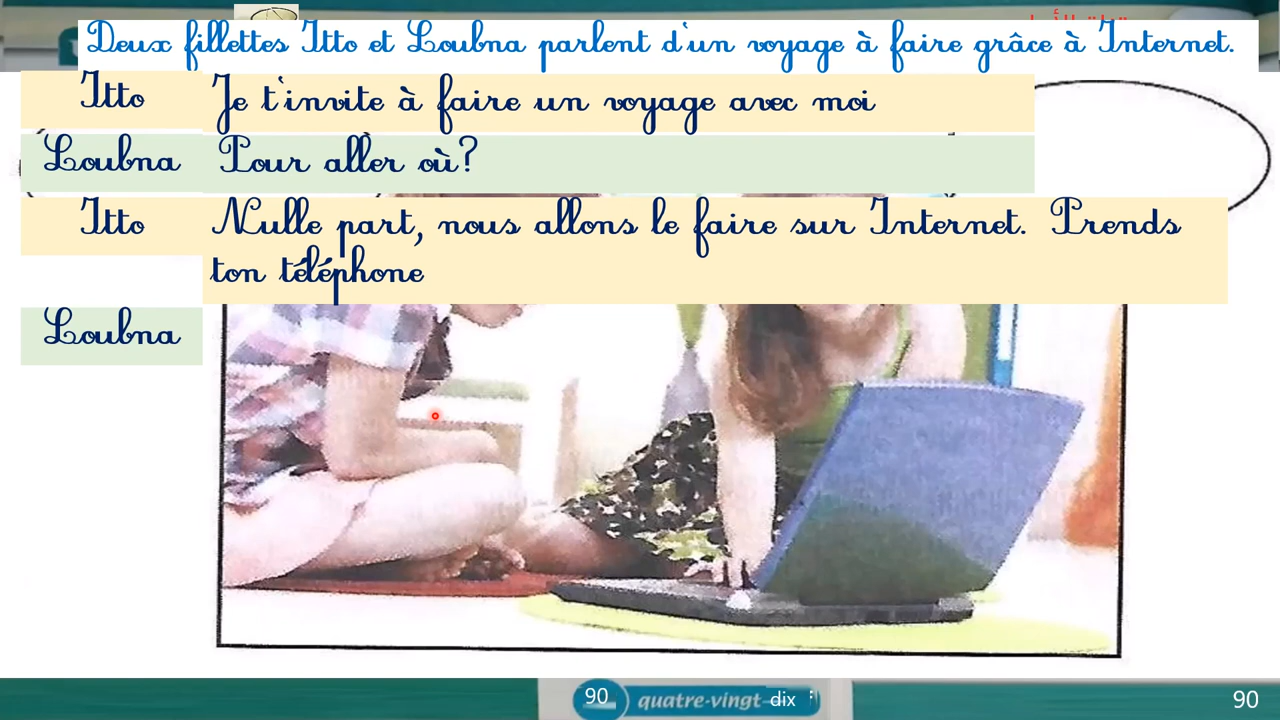 Deux fillettes Itto et Loubna parlent d'un voyage à faire grâce à Internet.
Itto Je t'invite à faire un voyage avec moi
Loubna Pour aller où?
Itto Nulle part, nous allons le faire sur Internet. Prends
ton téléphone
Loubna
90 quatre-vingt-dix
90